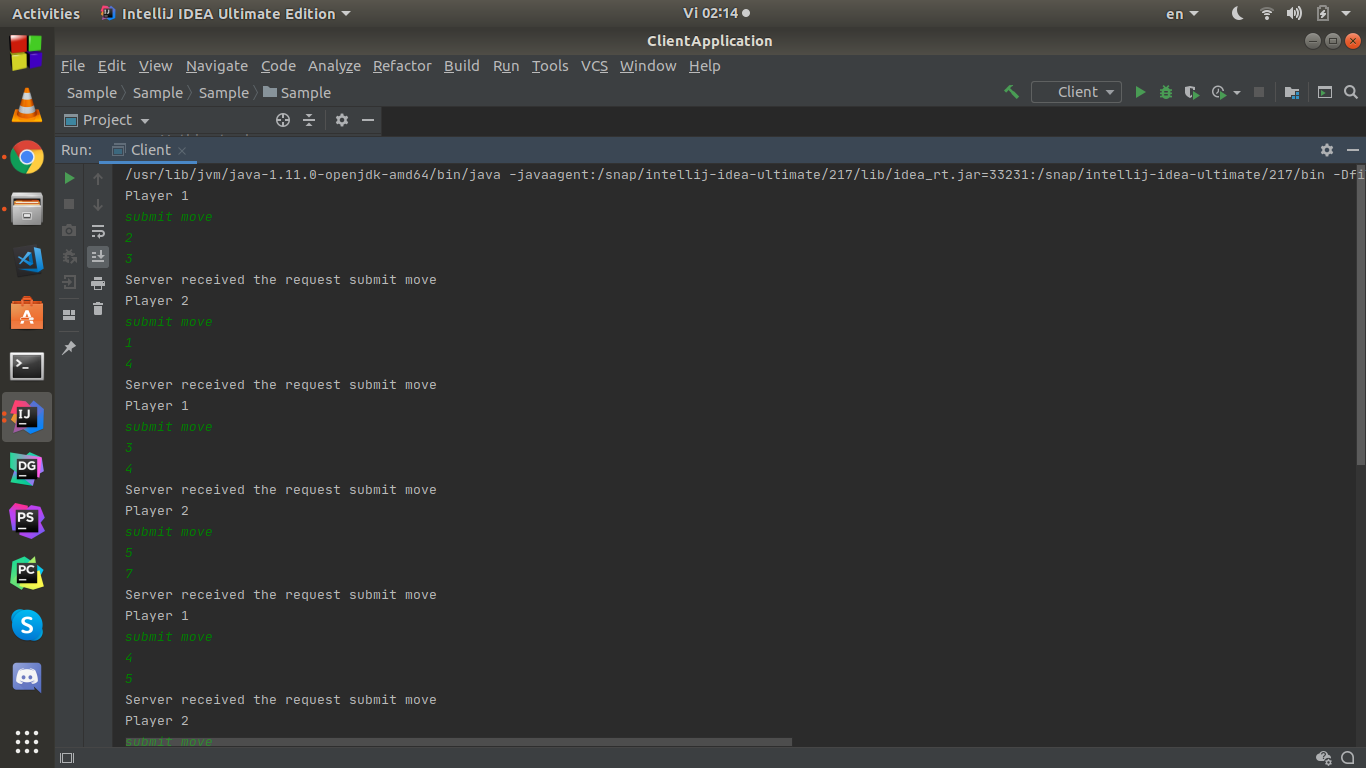 Activities IntelliJ IDEA Ultimate Edition Vi 02:14 en
ClientApplication
File Edit View Navigate Code Analyze Refactor Build Run Tools VCS Window Help
Sample Sample Sample Sample Client
Project
Run: Client
/usr/lib/jvm/java-1.11.0-openjdk-amd64/bin/java -javaagent:/snap/intellij-idea-ultimate/217/lib/idea_rt.jar=33231:/snap/intellij-idea-ultimate/217/bin -Dfi
Player 1
submit move
2
3
Server received the request submit move
Player 2
submit move
1
4
Server received the request submit move
Player 1
submit move
3
4
Server received the request submit move
Player 2
submit move
5
7
Server received the request submit move
Player 1
submit move
4
5
Server received the request submit move
Player 2
submit move
IJ
DG
PS
PC